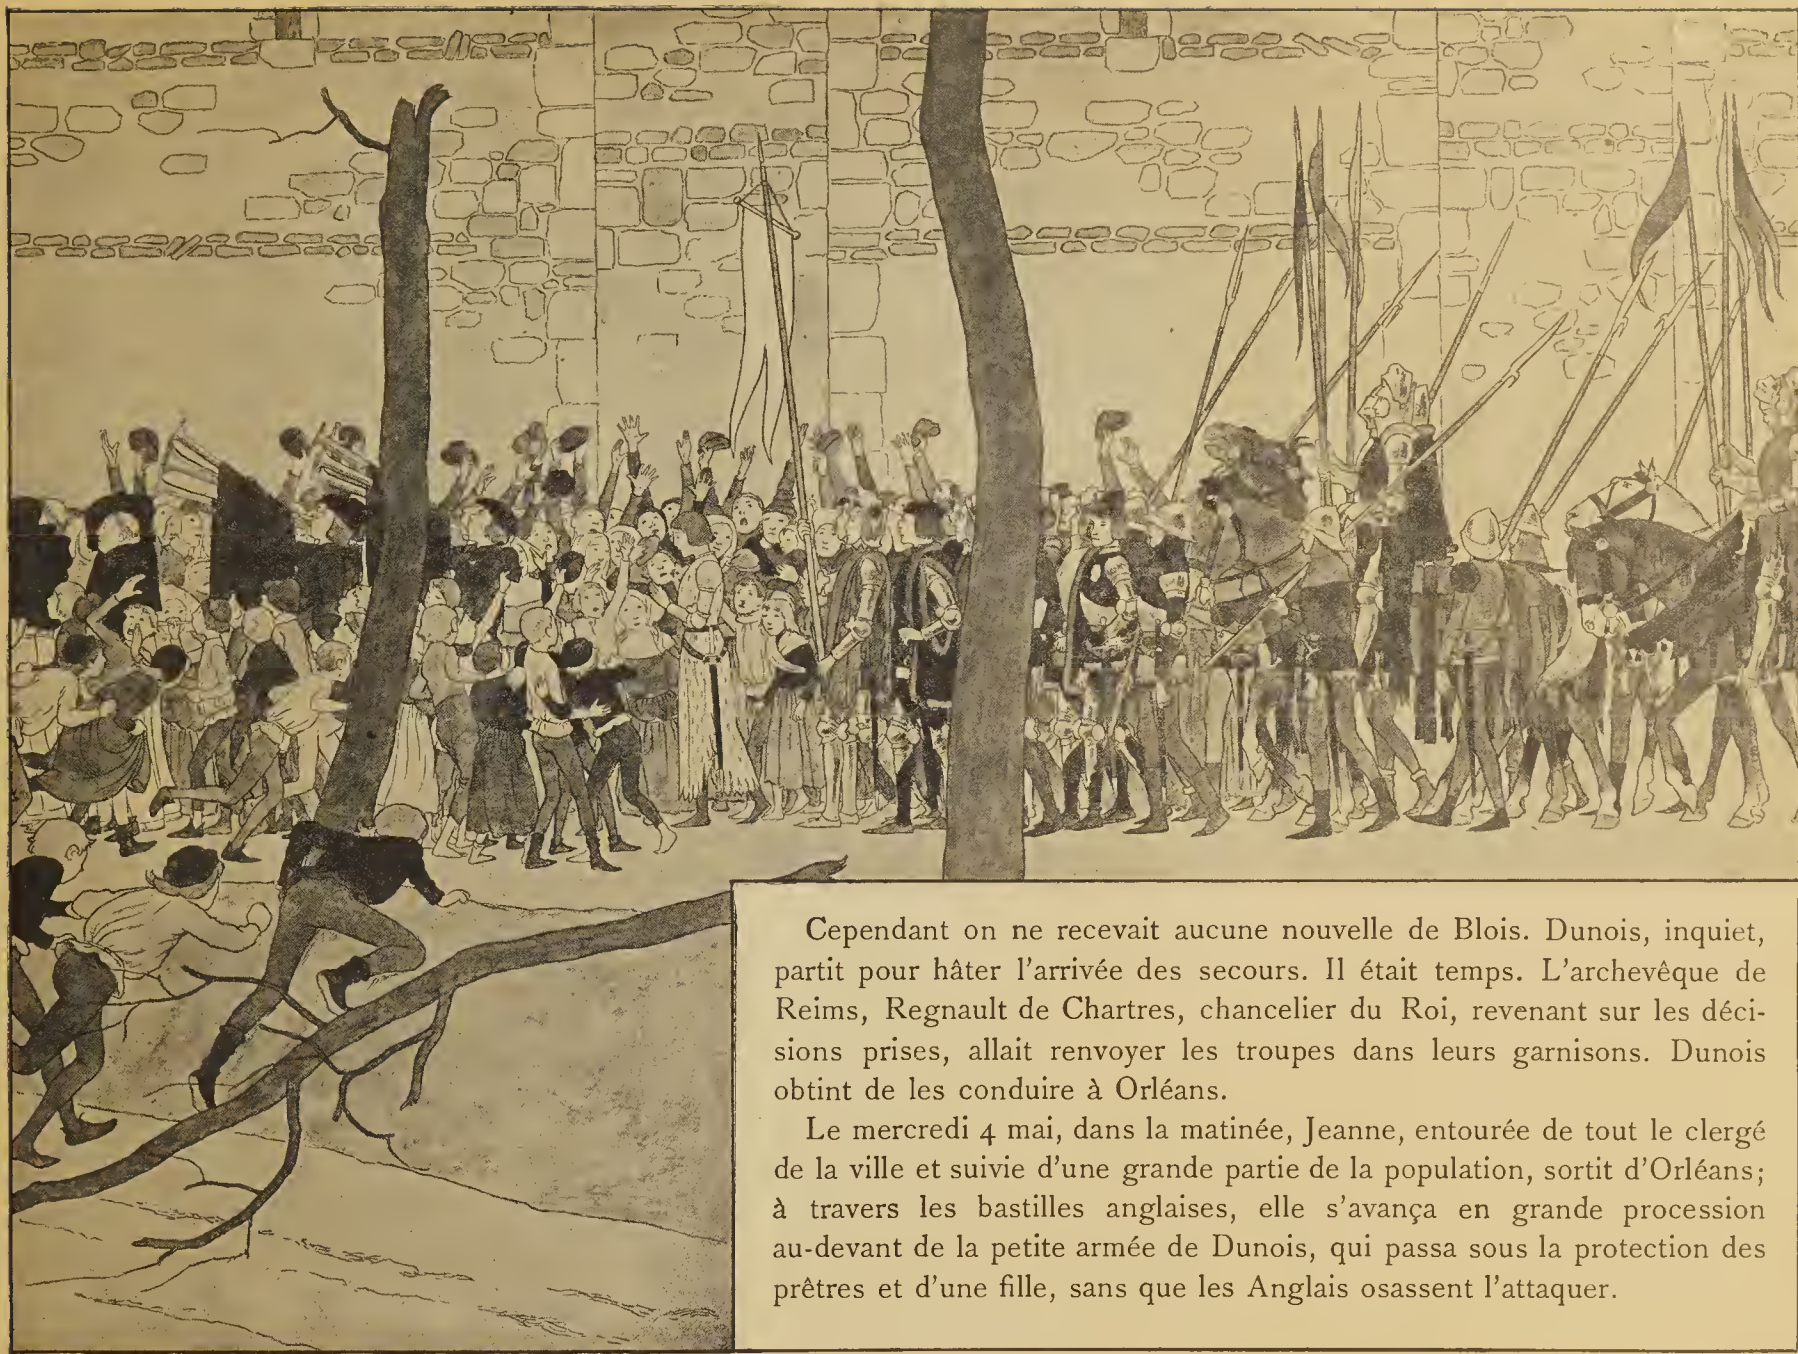 Cependant on ne recevait aucune nouvelle de Blois. Dunois, inquiet,
partit pour hâter l'arrivée des secours. Il était temps. L'archevêque de
Reims, Regnault de Chartres, chancelier du Roi, revenant sur les déci-
sions prises, allait renvoyer les troupes dans leurs garnisons. Dunois
obtint de les conduire à Orléans.
Le mercredi 4 mai, dans la matinée, Jeanne, entourée de tout le clergé
de la ville et suivie d'une grande partie de la population, sortit d'Orléans;
à travers les bastilles anglaises, elle s'avança en grande procession
au-devant de la petite armée de Dunois, qui passa sous la protection des
prêtres et d'une fille, sans que les Anglais osassent l'attaquer.